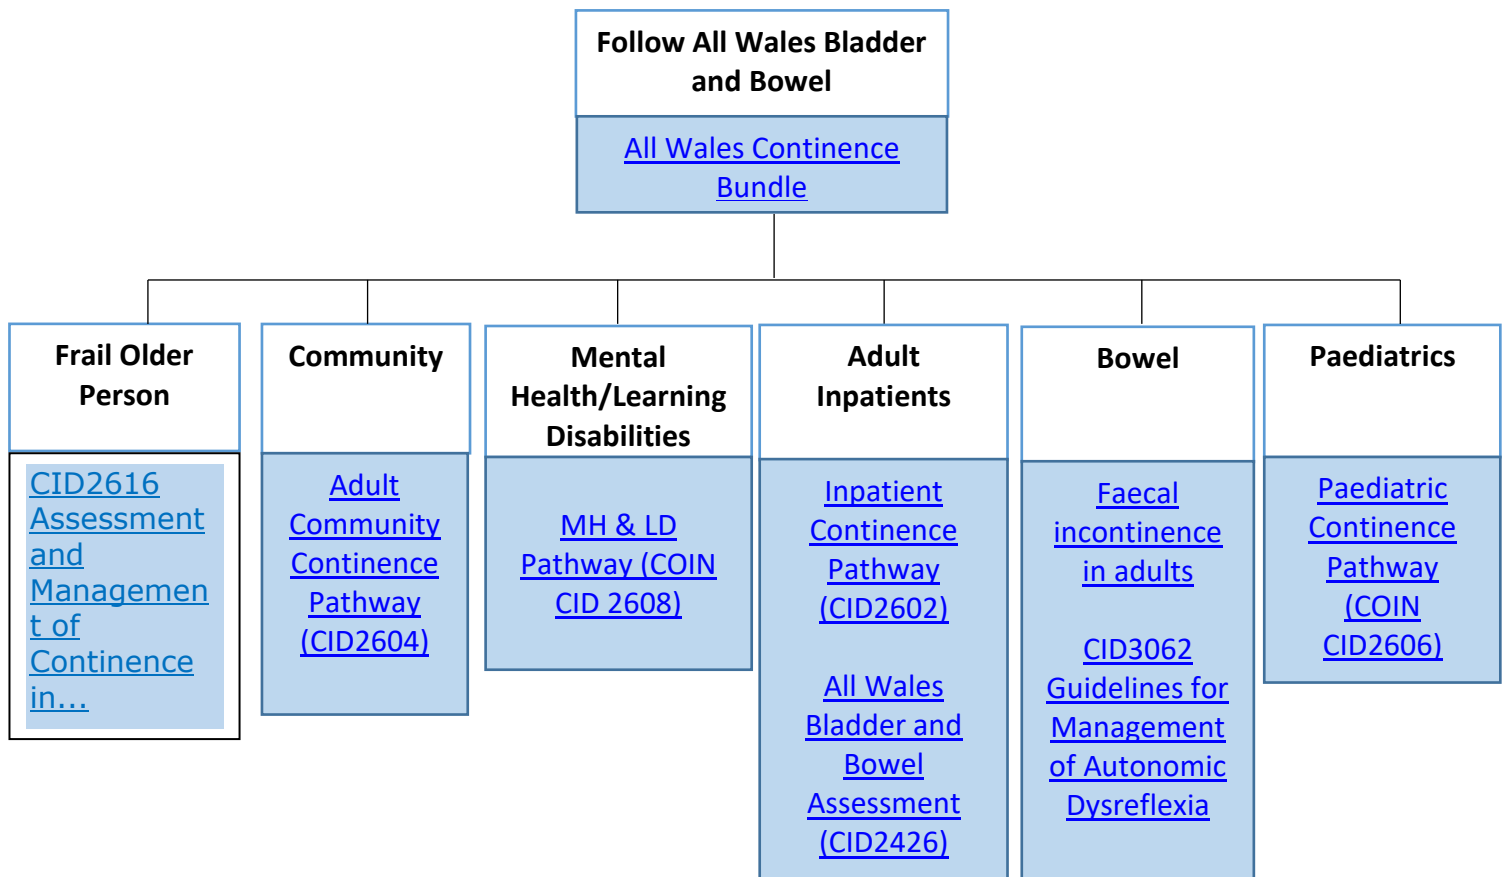 Follow All Wales Bladder
and Bowel
All Wales Continence
Bundle
Frail Older
Person
CID2616
Assessment
and
Managemen
t of
Continence
in...
Community
Adult
Community
Continence
Pathway
(CID2604)
Mental
Health/Learning
Disabilities
MH & LD
Pathway (COIN
CID 2608)
Adult
Inpatients
Inpatient
Continence
Pathway
(CID2602)
All Wales
Bladder and
Bowel
Assessment
(CID2426)
Bowel
Faecal
incontinence
in adults
CID3062
Guidelines for
Management
of Autonomic
Dysreflexia
Paediatrics
Paediatric
Continence
Pathway
(COIN
CID2606)